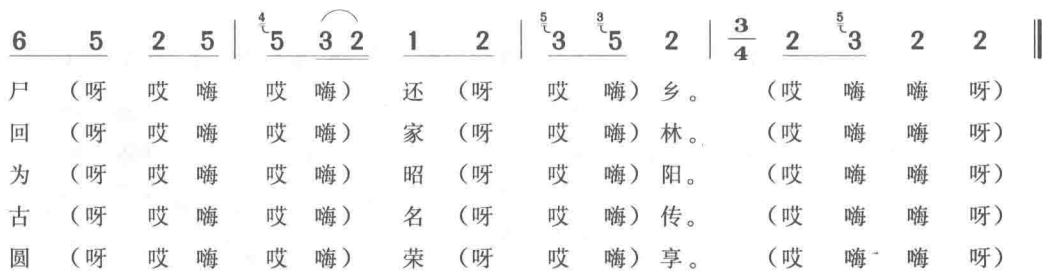 6 5 2 5 | 4 5 3 2 1 2 | 5 3 3 5 2 | 3/4 2 5 3 2 2 ‖
尸 （呀 哎 嗨 哎 嗨） 还 （呀 哎 嗨） 乡。 （哎 嗨 嗨 呀）
回 （呀 哎 嗨 哎 嗨） 家 （呀 哎 嗨） 林。 （哎 嗨 嗨 呀）
为 （呀 哎 嗨 哎 嗨） 昭 （呀 哎 嗨） 阳。 （哎 嗨 嗨 呀）
古 （呀 哎 嗨 哎 嗨） 名 （呀 哎 嗨） 传。 （哎 嗨 嗨 呀）
圆 （呀 哎 嗨 哎 嗨） 荣 （呀 哎 嗨） 享。 （哎 嗨 嗨 呀）